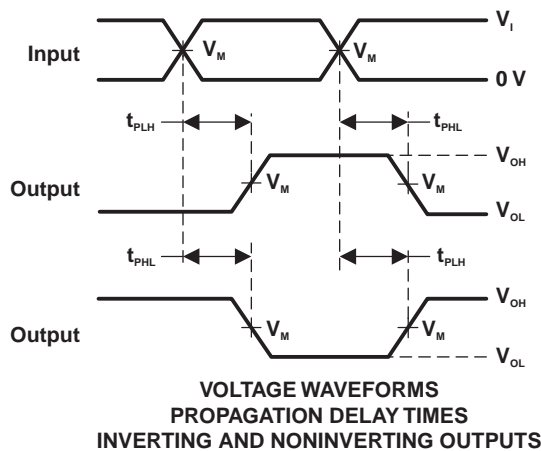 V_I
Input
V_M
V_M
0 V
t_PLH
t_PHL
V_OH
Output
V_M
V_M
V_OL
t_PHL
t_PLH
V_OH
Output
V_M
V_M
V_OL
VOLTAGE WAVEFORMS
PROPAGATION DELAY TIMES
INVERTING AND NONINVERTING OUTPUTS